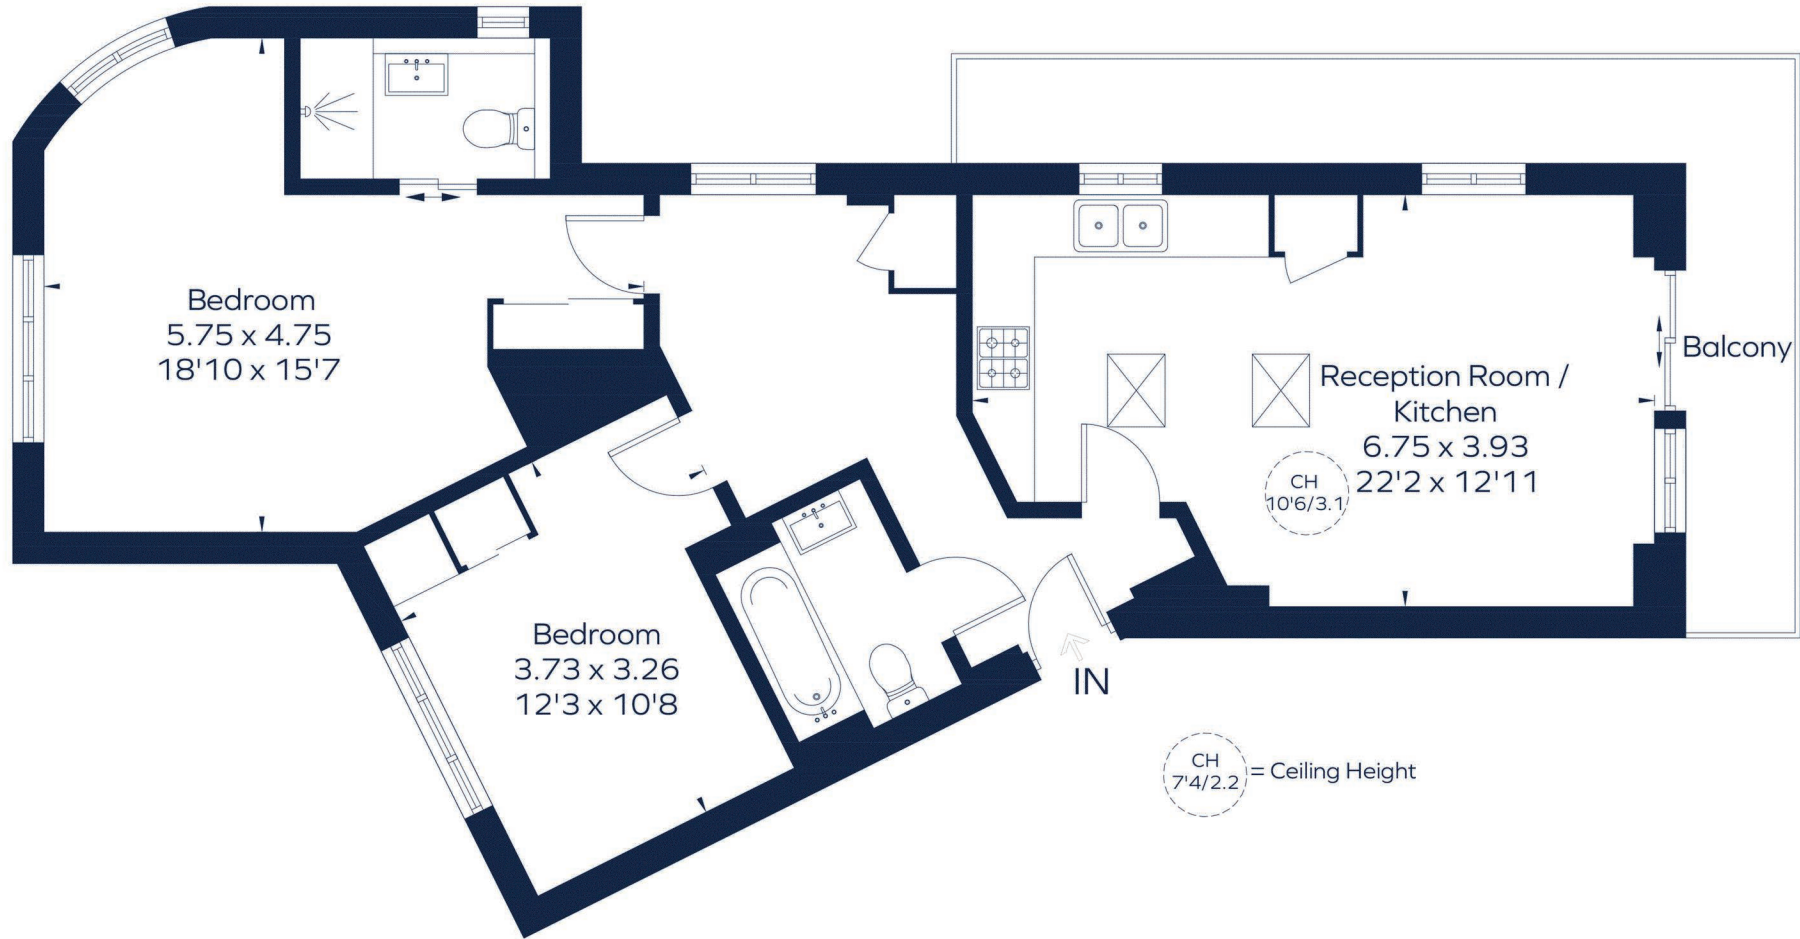 Bedroom
5.75 x 4.75
18'10 x 15'7
Balcony
Reception Room /
Kitchen
6.75 x 3.93
22'2 x 12'11
CH
10'6/3.1
Bedroom
3.73 x 3.26
12'3 x 10'8
IN
CH
7'4/2.2
= Ceiling Height